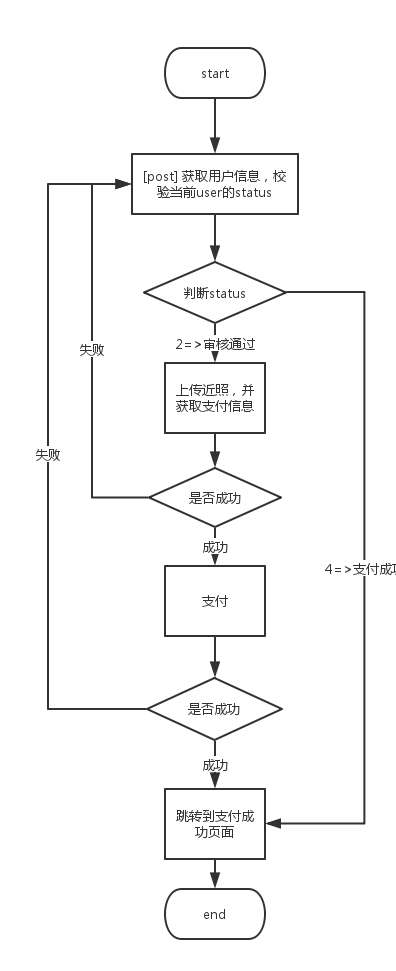 start
[post] 获取用户信息，校
验当前user的status
判断status
2=>审核通过
失败
上传近照，并
获取支付信息
失败
是否成功
成功
4=>支付成
支付
是否成功
成功
跳转到支付成
功页面
end